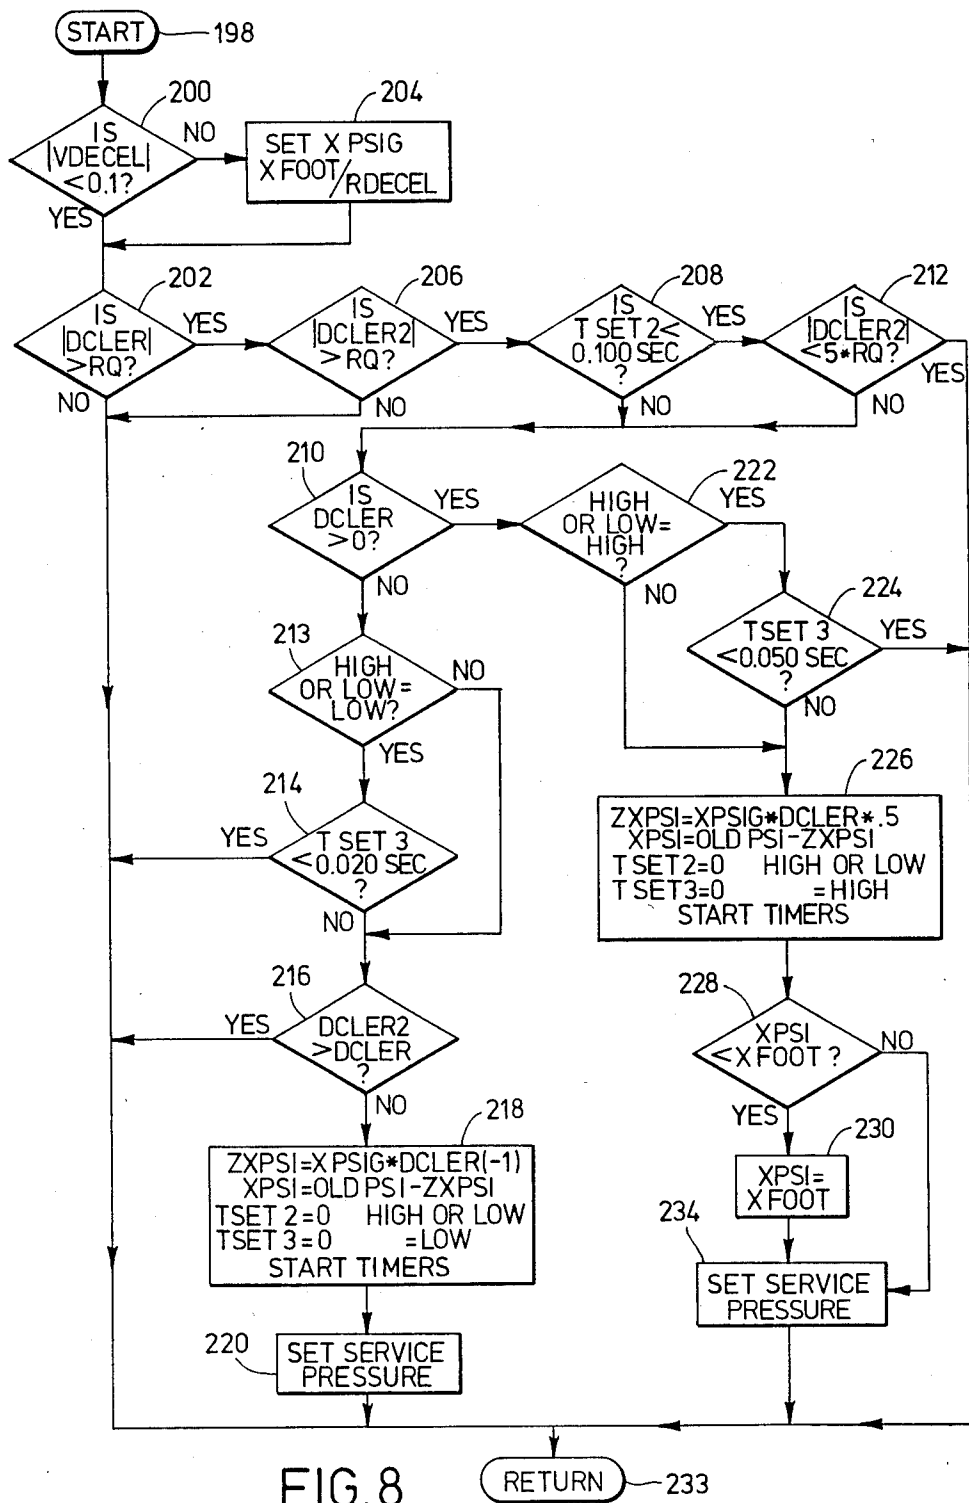 START
198
200
204
IS
|VDECEL|
<0.1?
NO
YES
SET X PSIG
X FOOT/RDECEL
202
206
208
212
IS
|DCLER|
>RQ?
YES
NO
IS
|DCLER2|
>RQ?
YES
NO
IS
T SET 2<
0.100 SEC
?
YES
NO
IS
|DCLER2|
<5*RQ?
YES
NO
210
IS
DCLER
>0?
YES
NO
222
HIGH
OR LOW=
HIGH
?
YES
NO
224
TSET 3
<0.050 SEC
?
YES
NO
213
HIGH
OR LOW=
LOW?
NO
YES
214
T SET 3
<0.020 SEC
?
YES
NO
226
ZXPSI=XPSIG*DCLER*.5
XPSI=OLD PSI-ZXPSI
T SET2=0 HIGH OR LOW
T SET3=0 =HIGH
START TIMERS
216
DCLER2
>DCLER
?
YES
NO
228
XPSI
<X FOOT ?
NO
YES
218
ZXPSI=X PSIG*DCLER(-1)
XPSI=OLD PSI-ZXPSI
TSET 2=0 HIGH OR LOW
TSET 3=0 =LOW
START TIMERS
230
XPSI=
X FOOT
234
SET SERVICE
PRESSURE
220
SET SERVICE
PRESSURE
FIG.8
RETURN
233